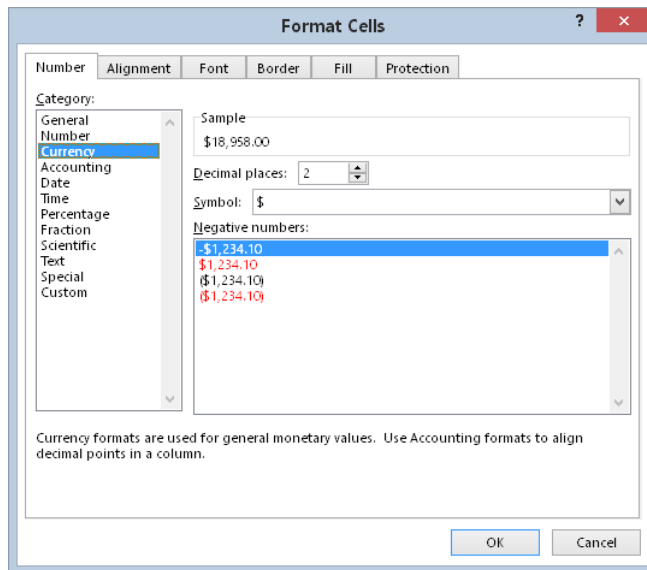 Format Cells
?
Number Alignment Font Border Fill Protection
Category:
General
Number
Currency
Accounting
Date
Time
Percentage
Fraction
Scientific
Text
Special
Custom
Sample
$18,958.00
Decimal places: 2
Symbol: $
Negative numbers:
-$1,234.10
$1,234.10
($1,234.10)
($1,234.10)
Currency formats are used for general monetary values. Use Accounting formats to align
decimal points in a column.
OK Cancel